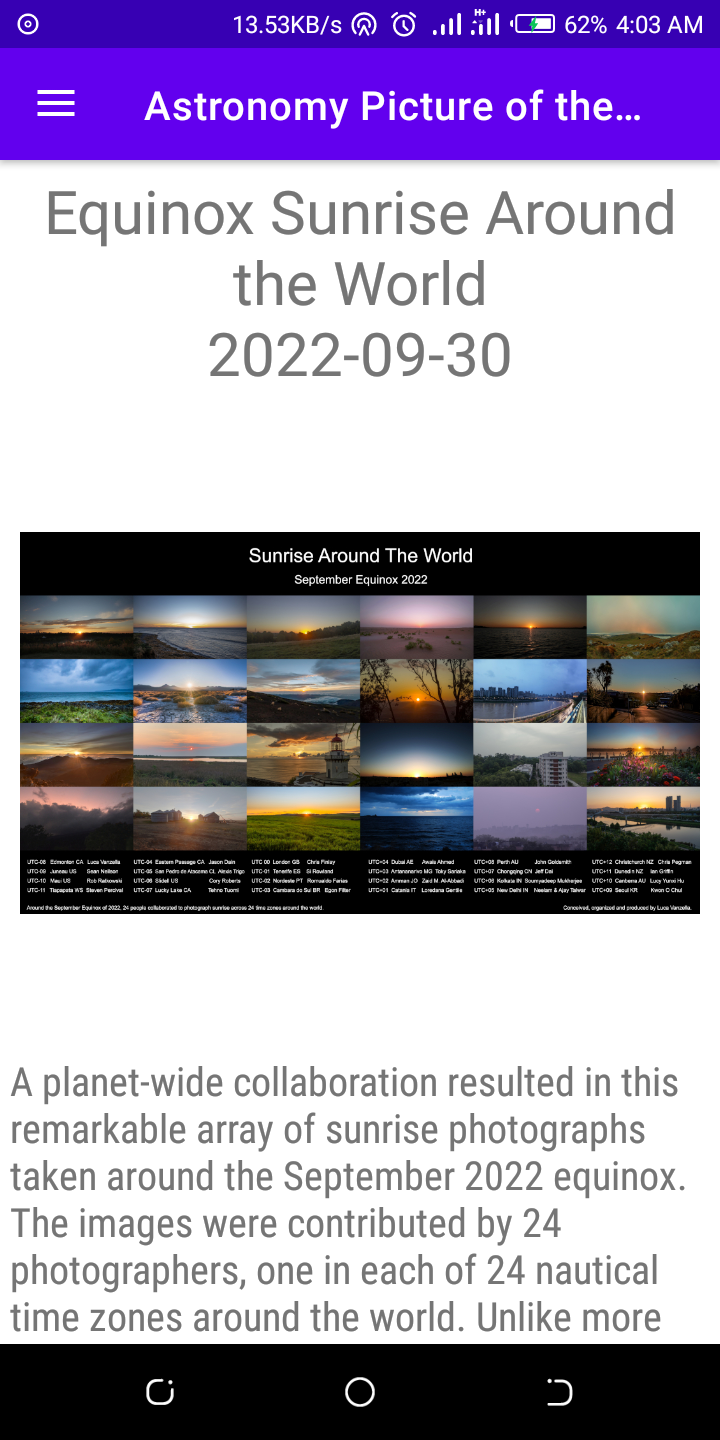 13.53KB/s H+ 62% 4:03 AM
Astronomy Picture of the...
Equinox Sunrise Around
the World
2022-09-30
Sunrise Around The World
September Equinox 2022
UTC-08 Edmonton CA Luca Vanzella
UTC-09 Juneau US Sean Neilson
UTC-10 Maui US Rob Ratkowski
UTC-11 Tiapapata WS Steven Percival
UTC-04 Eastern Passage CA Jason Dain
UTC-05 San Pedro de Atacama CL Alexis Trigo
UTC-06 Slidell US Cory Roberts
UTC-07 Lucky Lake CA Tenho Tuomi
UTC 00 London GB Chris Finlay
UTC-01 Tenerife ES Si Rowland
UTC-02 Nordeste PT Romualdo Farias
UTC-03 Cambara do Sul BR Egon Filter
UTC+04 Dubai AE Awais Ahmed
UTC+03 Antananarivo MG Toky Sariaka
UTC+02 Amman JO Zaid M. Al-Abbadi
UTC+01 Catania IT Loredana Gentile
UTC+08 Perth AU John Goldsmith
UTC+07 Chongqing CN Jeff Dai
UTC+06 Kolkata IN Soumyadeep Mukherjee
UTC+05 New Delhi IN Neelam & Ajay Talwar
UTC+12 Christchurch NZ Chris Pegman
UTC+11 Dunedin NZ Ian Griffin
UTC+10 Canberra AU Lucy Yunxi Hu
UTC+09 Seoul KR Kwon O Chul
Around the September Equinox of 2022, 24 people collaborated to photograph sunrise across 24 time zones around the world.
Conceived, organized and produced by Luca Vanzella.
A planet-wide collaboration resulted in this
remarkable array of sunrise photographs
taken around the September 2022 equinox.
The images were contributed by 24
photographers, one in each of 24 nautical
time zones around the world. Unlike more